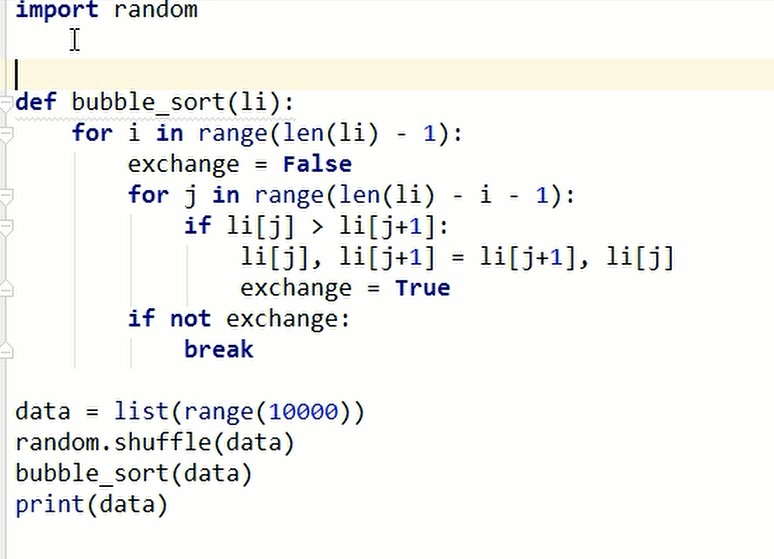 import random
def bubble_sort(li):
    for i in range(len(li) - 1):
        exchange = False
        for j in range(len(li) - i - 1):
            if li[j] > li[j+1]:
                li[j], li[j+1] = li[j+1], li[j]
                exchange = True
        if not exchange:
            break
data = list(range(10000))
random.shuffle(data)
bubble_sort(data)
print(data)